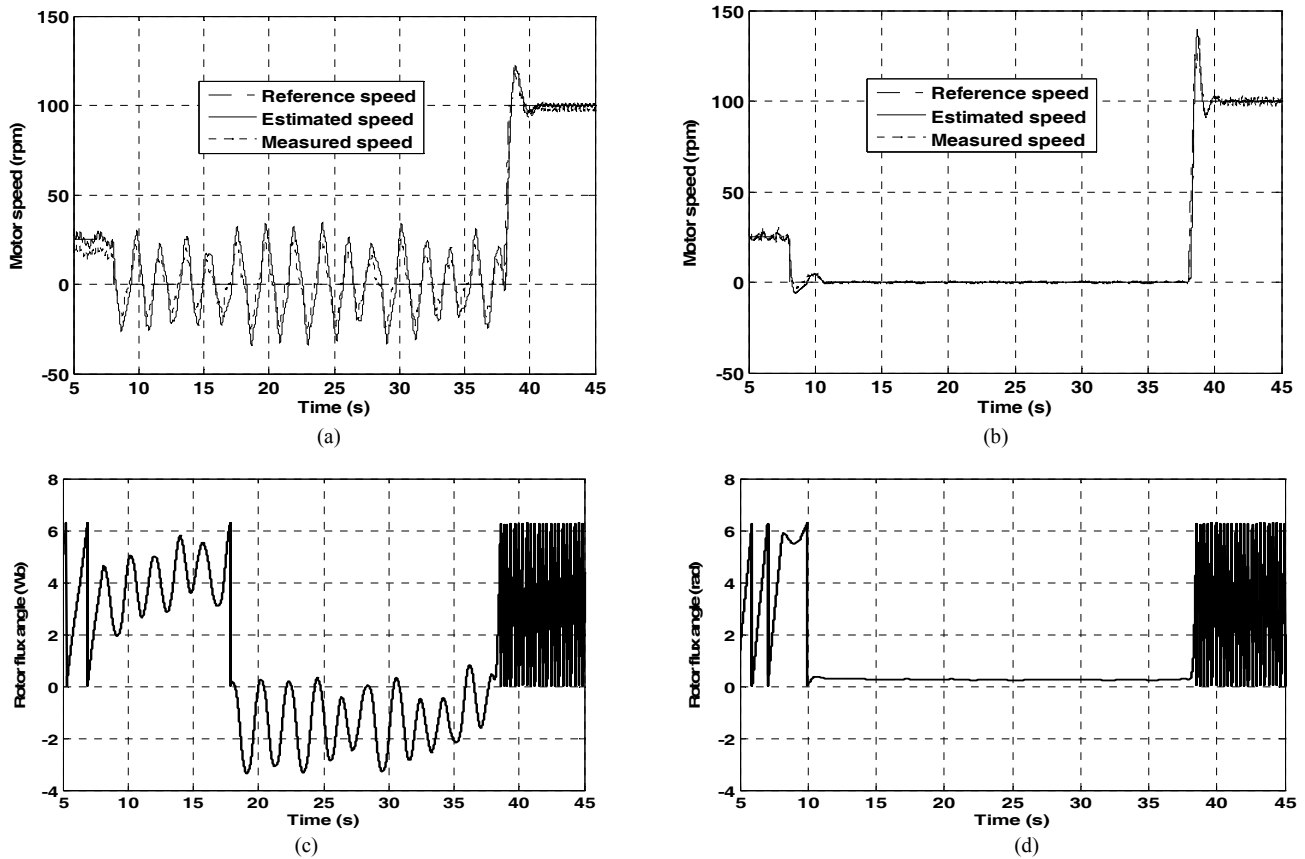 150
100
50
0
-50
Motor speed (rpm)
Reference speed
Estimated speed
Measured speed
5 10 15 20 25 30 35 40 45
Time (s)
(a)
150
100
50
0
-50
Motor speed (rpm)
Reference speed
Estimated speed
Measured speed
5 10 15 20 25 30 35 40 45
Time (s)
(b)
8
6
4
2
0
-2
-4
Rotor flux angle (Wb)
5 10 15 20 25 30 35 40 45
Time (s)
(c)
8
6
4
2
0
-2
-4
Rotor flux angle (rad)
5 10 15 20 25 30 35 40 45
Time (s)
(d)